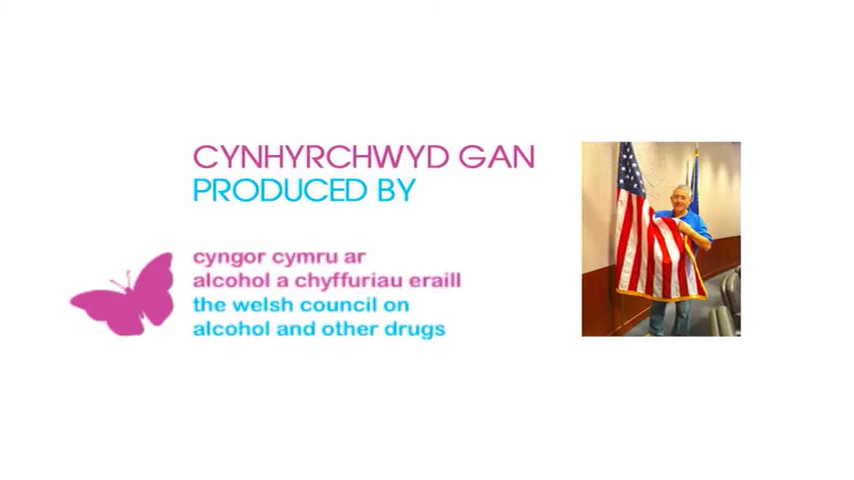 CYNHYRCHWYD GAN
PRODUCED BY
cyngor cymru ar
alcohol a chyffuriau eraill
the welsh council on
alcohol and other drugs